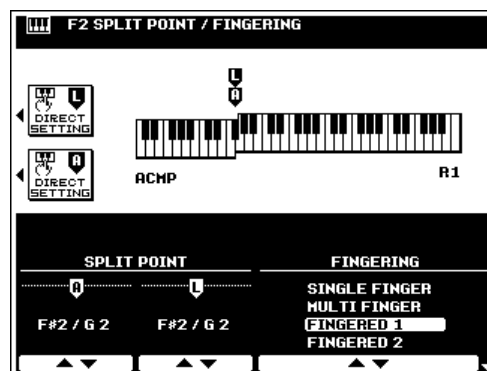 F2 SPLIT POINT / FINGERING
L
A
L
DIRECT
SETTING
A
DIRECT
SETTING
ACMP
R1
SPLIT POINT
FINGERING
A
L
F#2 / G 2
F#2 / G 2
SINGLE FINGER
MULTI FINGER
FINGERED 1
FINGERED 2